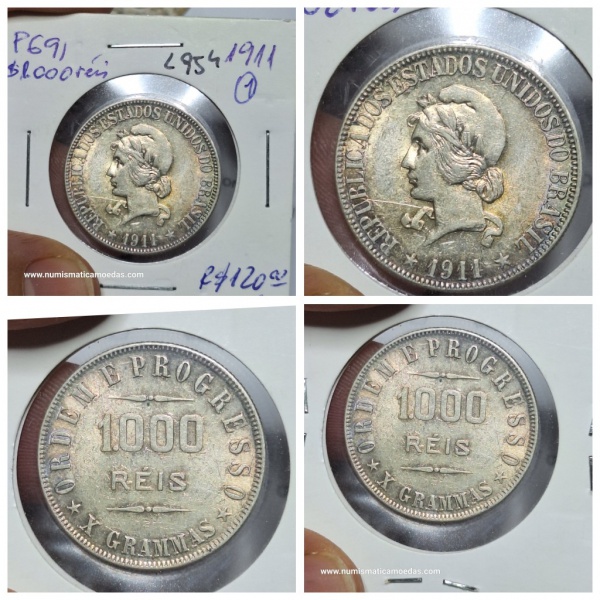 P691
$1000réis
L954
1911
1
REPUBLICA DOS ESTADOS UNIDOS DO BRASIL
★ 1911 ★
www.numismaticamoedas.com
R$120,00
REPUBLICA DOS ESTADOS UNIDOS DO BRASIL
★ 1911 ★
ORDEM E PROGRESSO
1000
RÉIS
★ X GRAMMAS ★
ORDEM E PROGRESSO
1000
RÉIS
★ X GRAMMAS ★
www.numismaticamoedas.com